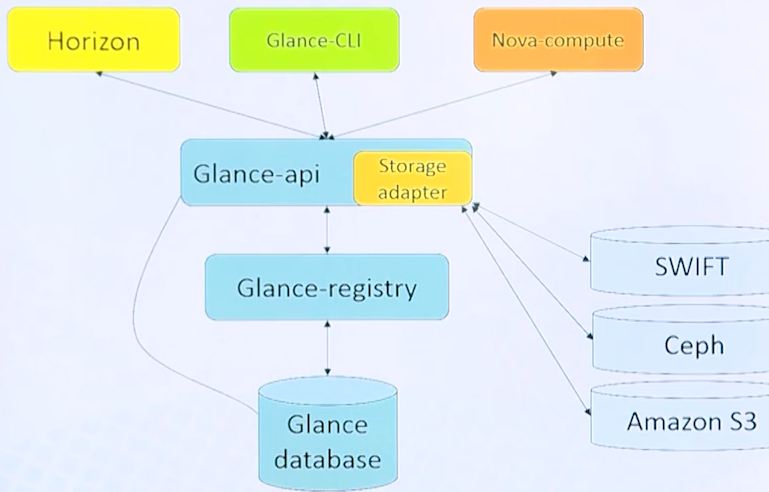 Horizon
Glance-CLI
Nova-compute
Glance-api
Storage
adapter
Glance-registry
SWIFT
Ceph
Amazon S3
Glance
database